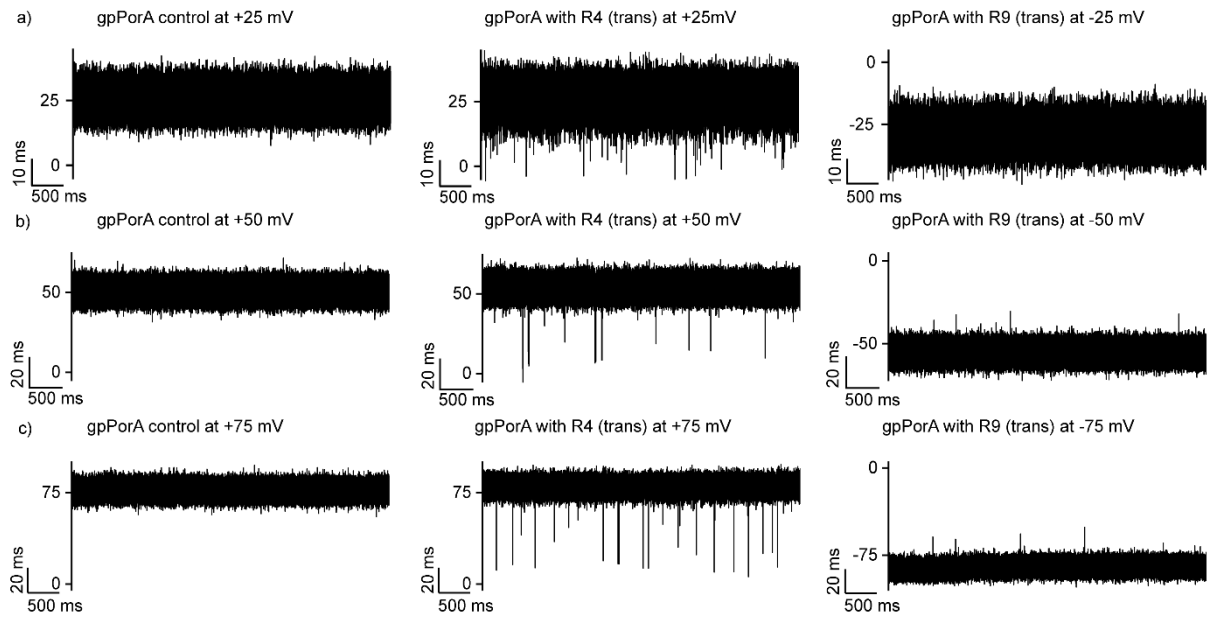 a)
gpPorA control at +25 mV
gpPorA with R4 (trans) at +25mV
gpPorA with R9 (trans) at -25 mV
25
0
10 ms
500 ms
25
0
10 ms
500 ms
0
-25
10 ms
500 ms
b)
gpPorA control at +50 mV
gpPorA with R4 (trans) at +50 mV
gpPorA with R9 (trans) at -50 mV
50
0
20 ms
500 ms
50
0
20 ms
500 ms
0
-50
20 ms
500 ms
c)
gpPorA control at +75 mV
gpPorA with R4 (trans) at +75 mV
gpPorA with R9 (trans) at -75 mV
75
0
20 ms
500 ms
75
0
20 ms
500 ms
0
-75
20 ms
500 ms